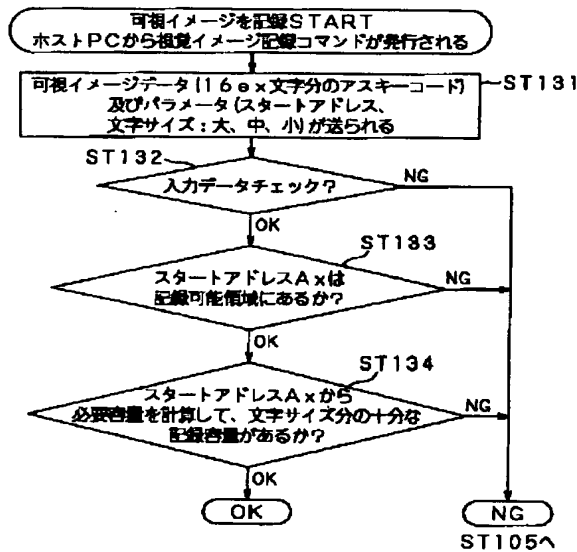 可視イメージを記録START
ホストPCから視覚イメージ記録コマンドが発行される
可視イメージデータ(16ex文字分のアスキーコード)
及びパラメータ(スタートアドレス、
文字サイズ:大、中、小)が送られる
ST131
ST132
入力データチェック?
NG
OK
ST133
スタートアドレスAxは
記録可能領域にあるか?
NG
OK
ST134
スタートアドレスAxから
必要容量を計算して、文字サイズ分の十分な
記録容量があるか?
NG
OK
OK
NG
ST105へ